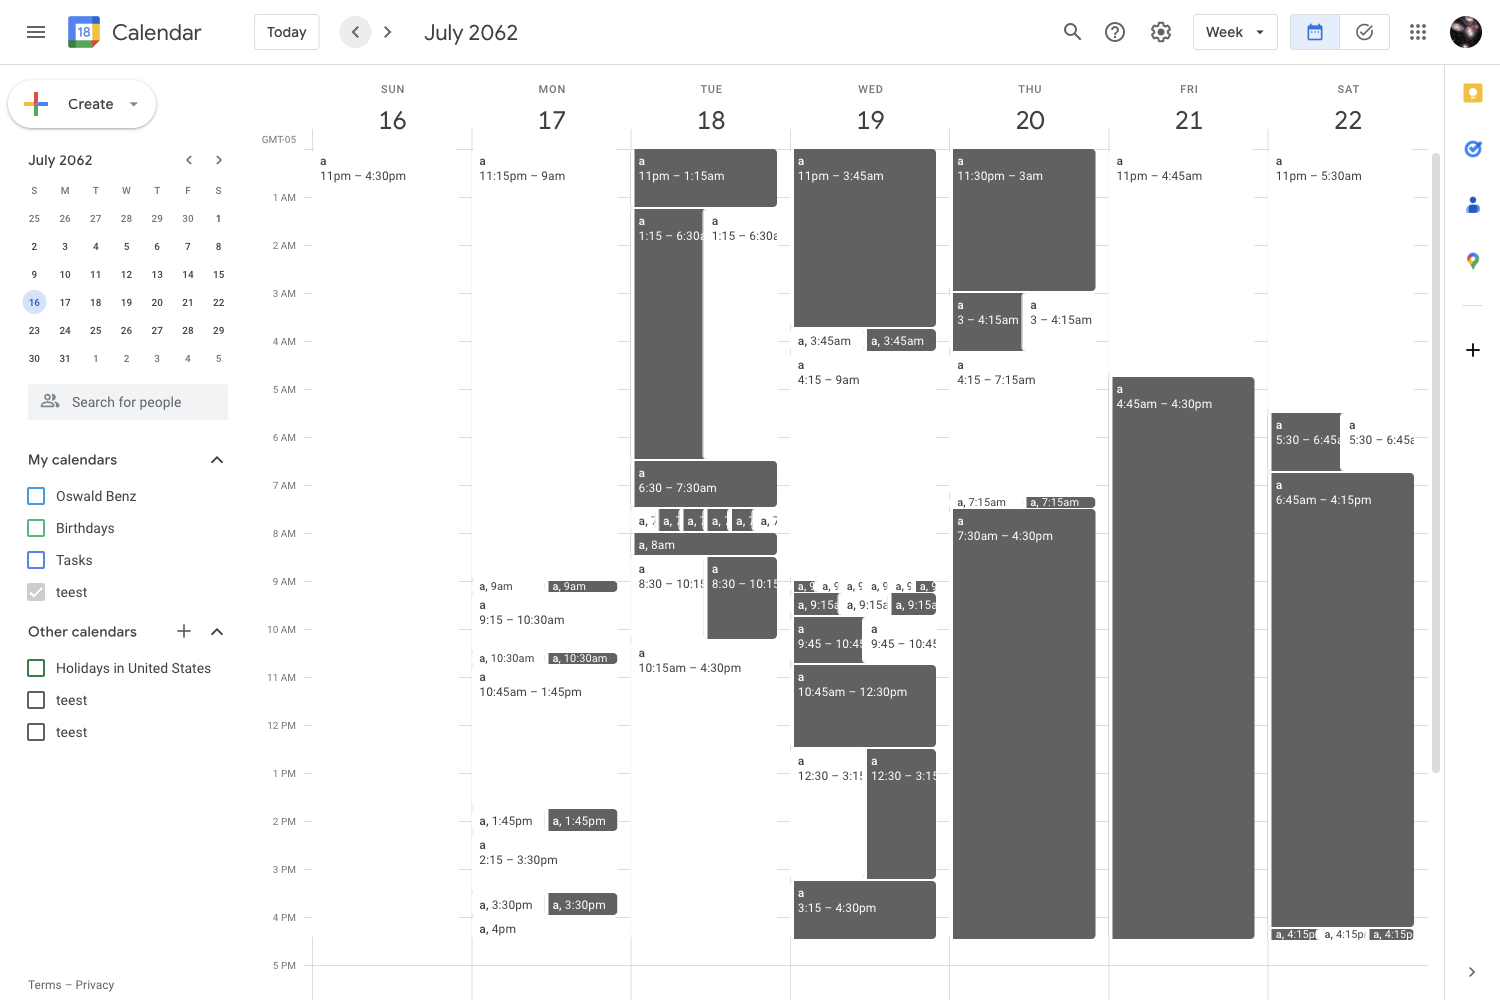 18 Calendar
Today
July 2062
Week
Create
July 2062
S M T W T F S
25 26 27 28 29 30 1
2 3 4 5 6 7 8
9 10 11 12 13 14 15
16 17 18 19 20 21 22
23 24 25 26 27 28 29
30 31 1 2 3 4 5
Search for people
My calendars
Oswald Benz
Birthdays
Tasks
teest
Other calendars
Holidays in United States
teest
teest
Terms – Privacy
GMT-05
1 AM
2 AM
3 AM
4 AM
5 AM
6 AM
7 AM
8 AM
9 AM
10 AM
11 AM
12 PM
1 PM
2 PM
3 PM
4 PM
5 PM
SUN
16
a
11pm – 4:30pm
MON
17
a
11:15pm – 9am
a, 9am
a, 9am
a
9:15 – 10:30am
a, 10:30am
a, 10:30am
a
10:45am – 1:45pm
a, 1:45pm
a, 1:45pm
a
2:15 – 3:30pm
a, 3:30pm
a, 3:30pm
a, 4pm
TUE
18
a
11pm – 1:15am
a
1:15 – 6:30a
a
1:15 – 6:30a
a
6:30 – 7:30am
a, 7
a, 7
a, 7
a, 7
a, 7
a, 7
a, 8am
a
8:30 – 10:15
a
8:30 – 10:15
a
10:15am – 4:30pm
WED
19
a
11pm – 3:45am
a, 3:45am
a, 3:45am
a
4:15 – 9am
a, 9
a, 9
a, 9
a, 9
a, 9
a, 9
a, 9:15a
a, 9:15a
a, 9:15a
a
9:45 – 10:45
a
9:45 – 10:45
a
10:45am – 12:30pm
a
12:30 – 3:15
a
12:30 – 3:15
a
3:15 – 4:30pm
THU
20
a
11:30pm – 3am
a
3 – 4:15am
a
3 – 4:15am
a
4:15 – 7:15am
a, 7:15am
a, 7:15am
a
7:30am – 4:30pm
FRI
21
a
11pm – 4:45am
a
4:45am – 4:30pm
SAT
22
a
11pm – 5:30am
a
5:30 – 6:45a
a
5:30 – 6:45a
a
6:45am – 4:15pm
a, 4:15p
a, 4:15p
a, 4:15p